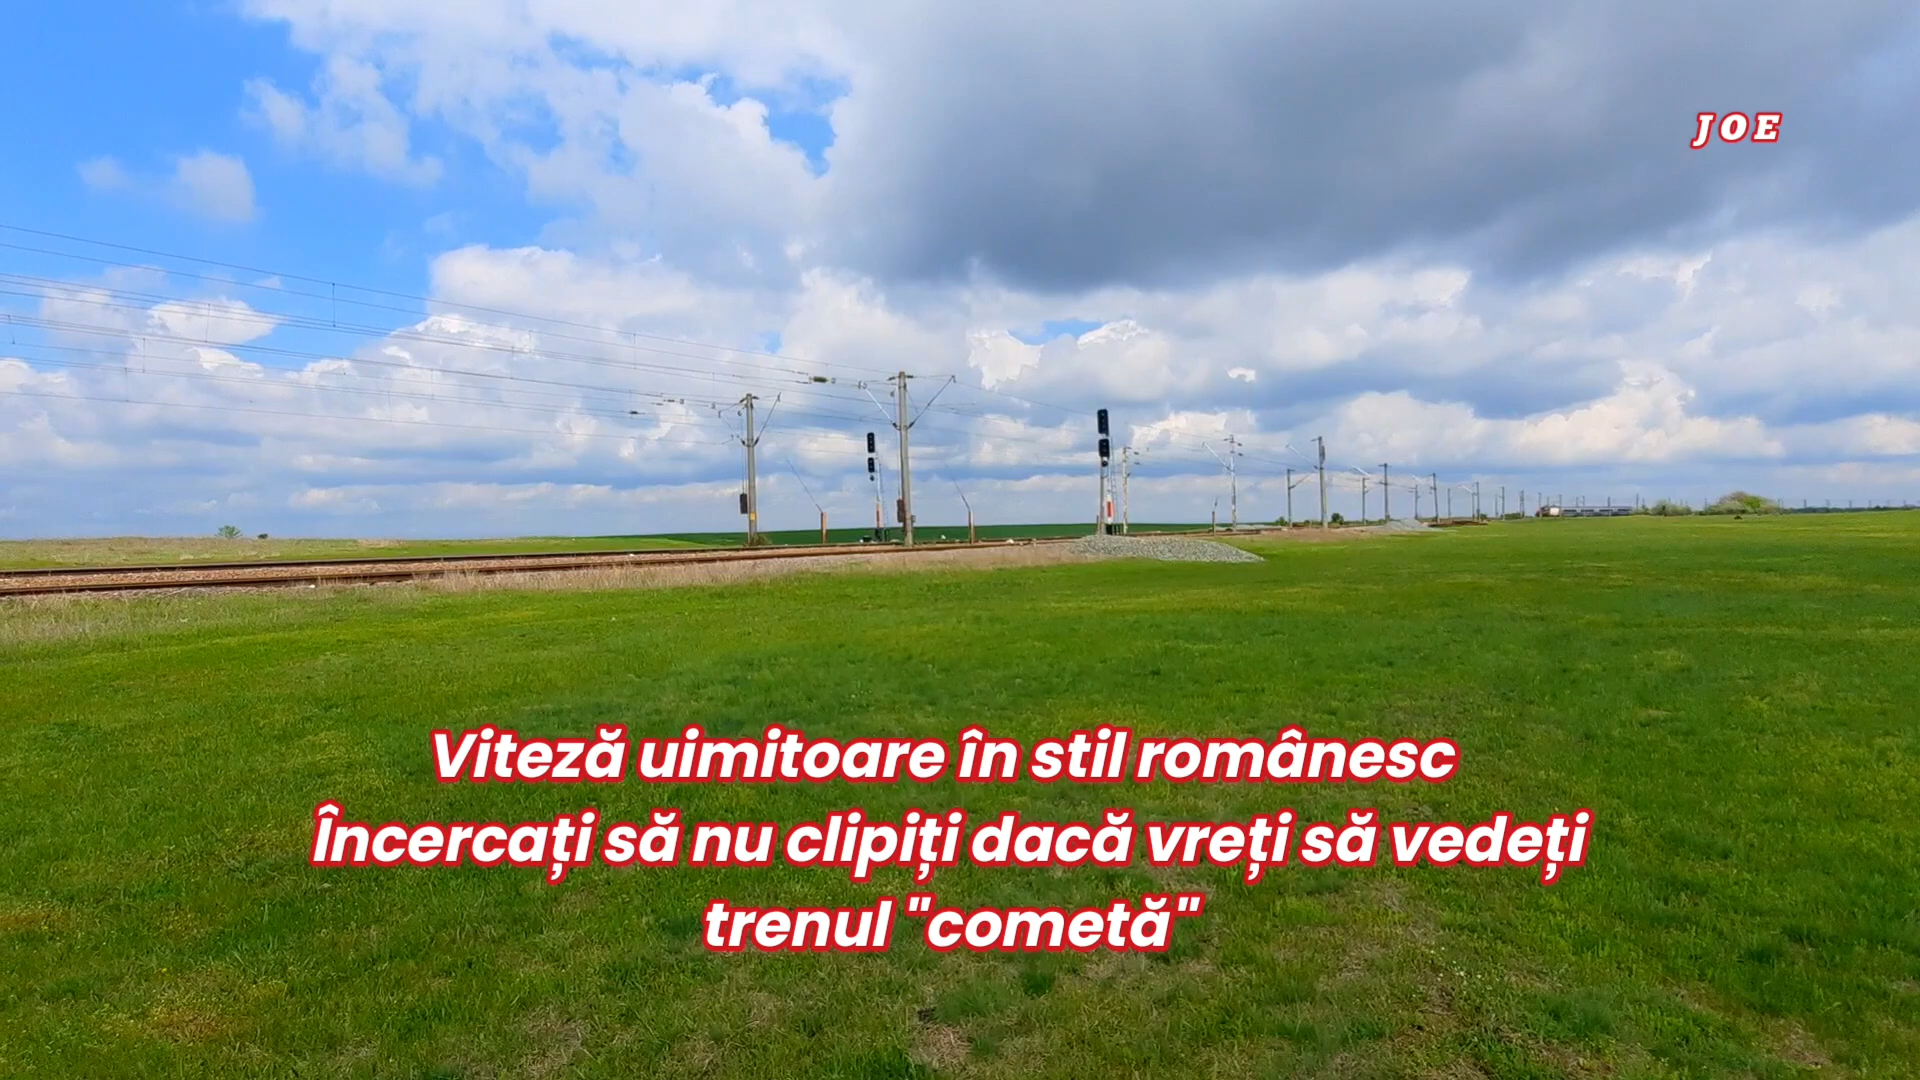 JOE
Viteză uimitoare în stil românesc
Încercați să nu clipiți dacă vreți să vedeți
trenul "cometă"